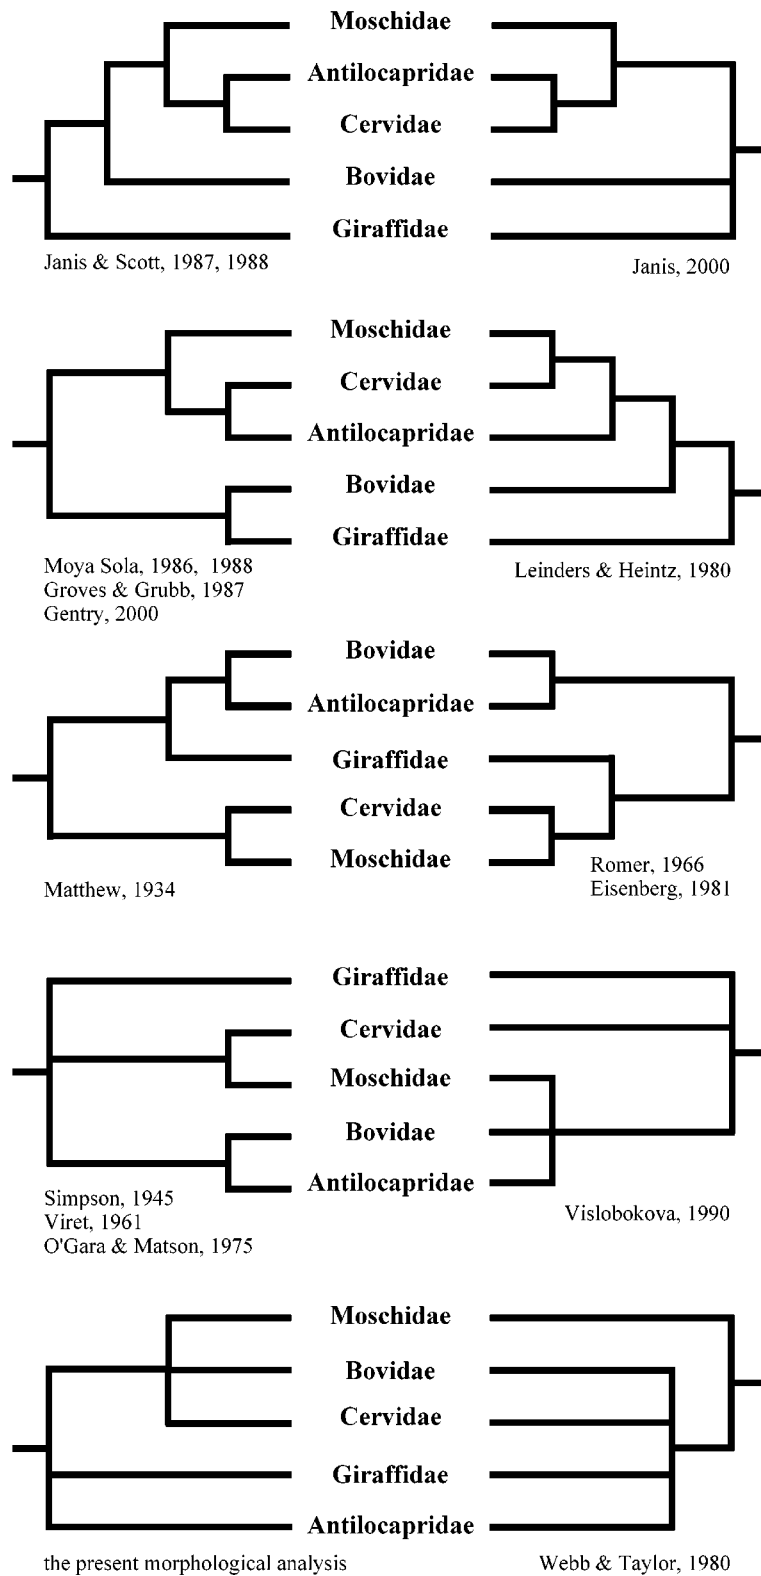 Moschidae
Antilocapridae
Cervidae
Bovidae
Giraffidae
Janis & Scott, 1987, 1988
Janis, 2000
Moschidae
Cervidae
Antilocapridae
Bovidae
Giraffidae
Moya Sola, 1986, 1988
Groves & Grubb, 1987
Gentry, 2000
Leinders & Heintz, 1980
Bovidae
Antilocapridae
Giraffidae
Cervidae
Moschidae
Matthew, 1934
Romer, 1966
Eisenberg, 1981
Giraffidae
Cervidae
Moschidae
Bovidae
Antilocapridae
Simpson, 1945
Viret, 1961
O'Gara & Matson, 1975
Vislobokova, 1990
Moschidae
Bovidae
Cervidae
Giraffidae
Antilocapridae
the present morphological analysis
Webb & Taylor, 1980